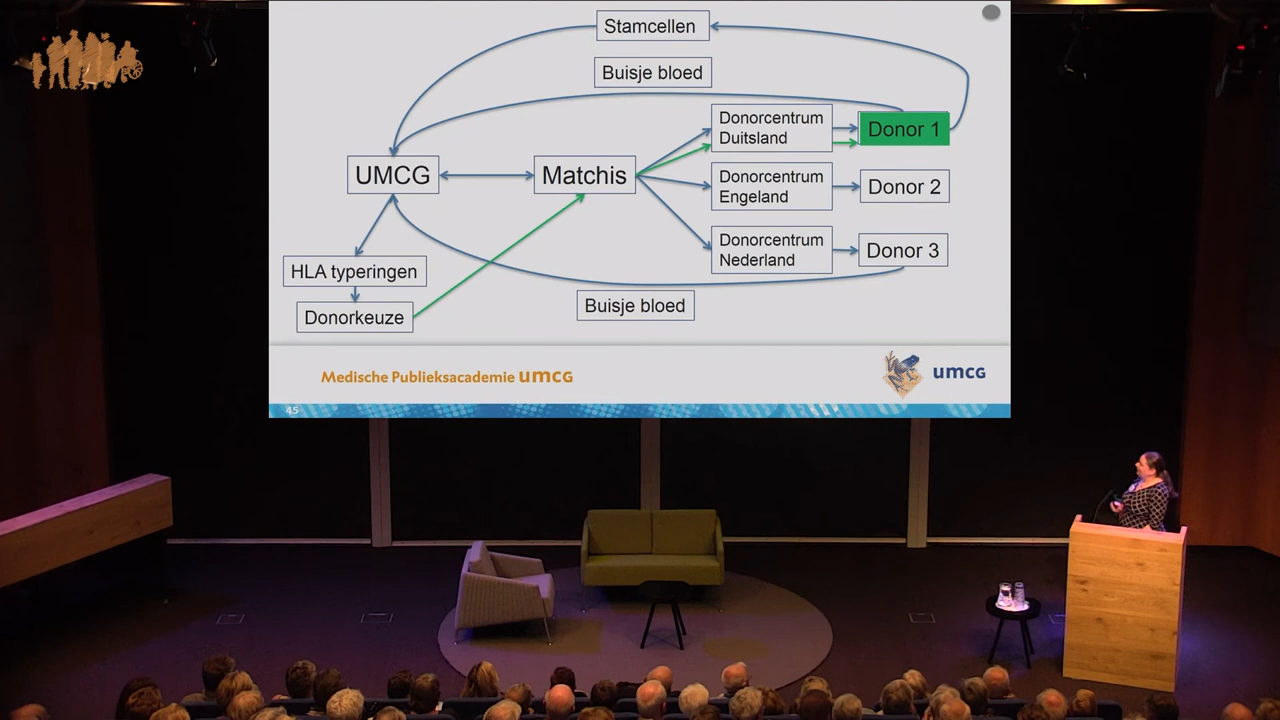 Stamcellen
Buisje bloed
Donorcentrum
Duitsland
Donor 1
UMCG
Matchis
Donorcentrum
Engeland
Donor 2
Donorcentrum
Nederland
Donor 3
HLA typeringen
Donorkeuze
Buisje bloed
Medische Publieksacademie umcg
umcg
45